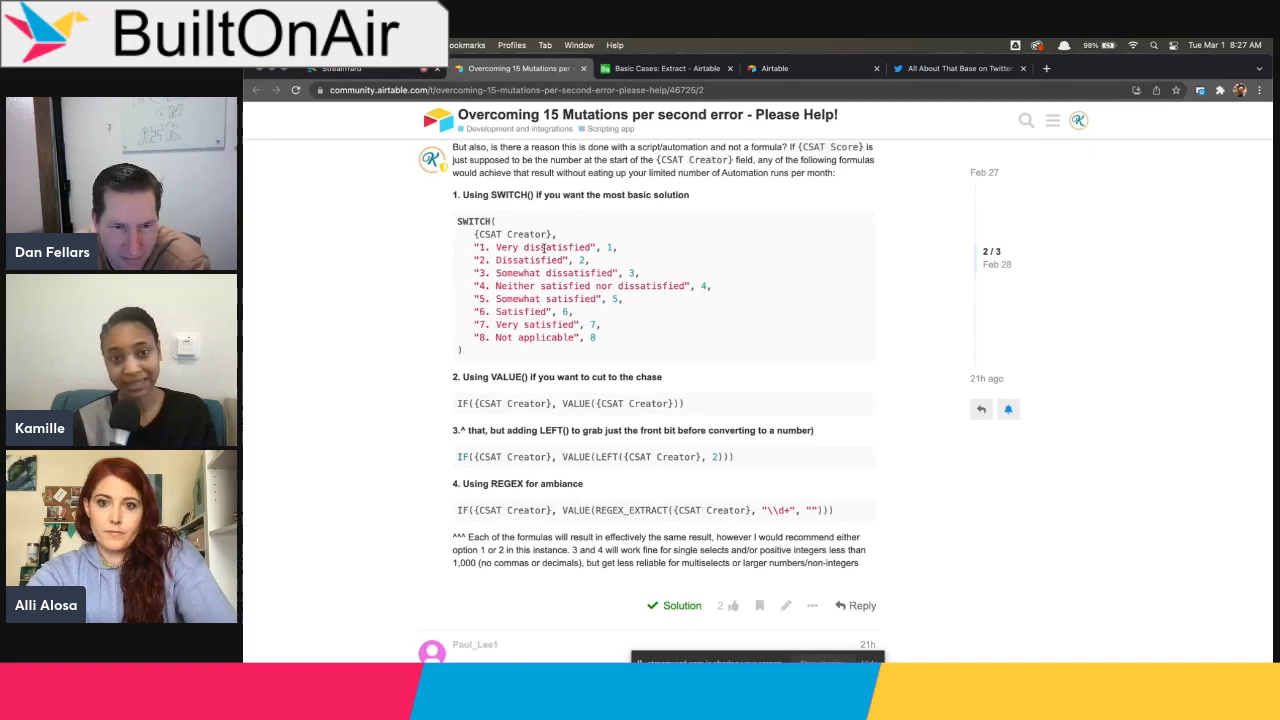 BuiltOnAir
Dan Fellars
Kamille
Alli Alosa
Profiles Tab Window Help
98%
Tue Mar 1 8:27 AM
Overcoming 15 Mutations per s
Basic Cases: Extract - Airtable
Airtable
All About That Base on Twitter
community.airtable.com/t/overcoming-15-mutations-per-second-error-please-help/46725/2
Overcoming 15 Mutations per second error - Please Help!
Development and integrations Scripting app
But also, is there a reason this is done with a script/automation and not a formula? If {CSAT Score} is
just supposed to be the number at the start of the {CSAT Creator} field, any of the following formulas
would achieve that result without eating up your limited number of Automation runs per month:
1. Using SWITCH() if you want the most basic solution
SWITCH(
{CSAT Creator},
"1. Very dissatisfied", 1,
"2. Dissatisfied", 2,
"3. Somewhat dissatisfied", 3,
"4. Neither satisfied nor dissatisfied", 4,
"5. Somewhat satisfied", 5,
"6. Satisfied", 6,
"7. Very satisfied", 7,
"8. Not applicable", 8
)
2. Using VALUE() if you want to cut to the chase
IF({CSAT Creator}, VALUE({CSAT Creator}))
3.^ that, but adding LEFT() to grab just the front bit before converting to a number)
IF({CSAT Creator}, VALUE(LEFT({CSAT Creator}, 2)))
4. Using REGEX for ambiance
IF({CSAT Creator}, VALUE(REGEX_EXTRACT({CSAT Creator}, "\\d+", "")))
^^^ Each of the formulas will result in effectively the same result, however I would recommend either
option 1 or 2 in this instance. 3 and 4 will work fine for single selects and/or positive integers less than
1,000 (no commas or decimals), but get less reliable for multiselects or larger numbers/non-integers
Solution
2
Reply
Paul_Lee1
21h
Feb 27
2 / 3
Feb 28
21h ago